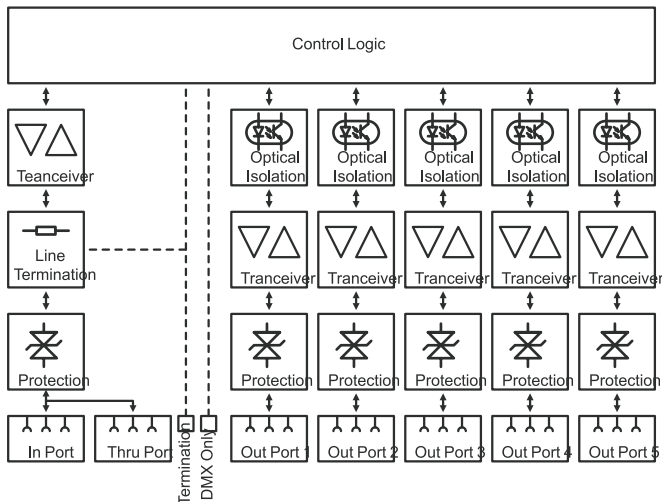 Control Logic
Teanceiver
Optical
Isolation
Optical
Isolation
Optical
Isolation
Optical
Isolation
Optical
Isolation
Line
Termination
Tranceiver
Tranceiver
Tranceiver
Tranceiver
Tranceiver
Protection
Protection
Protection
Protection
Protection
Protection
In Port
Thru Port
Termination
DMX Only
Out Port 1
Out Port 2
Out Port 3
Out Port 4
Out Port 5